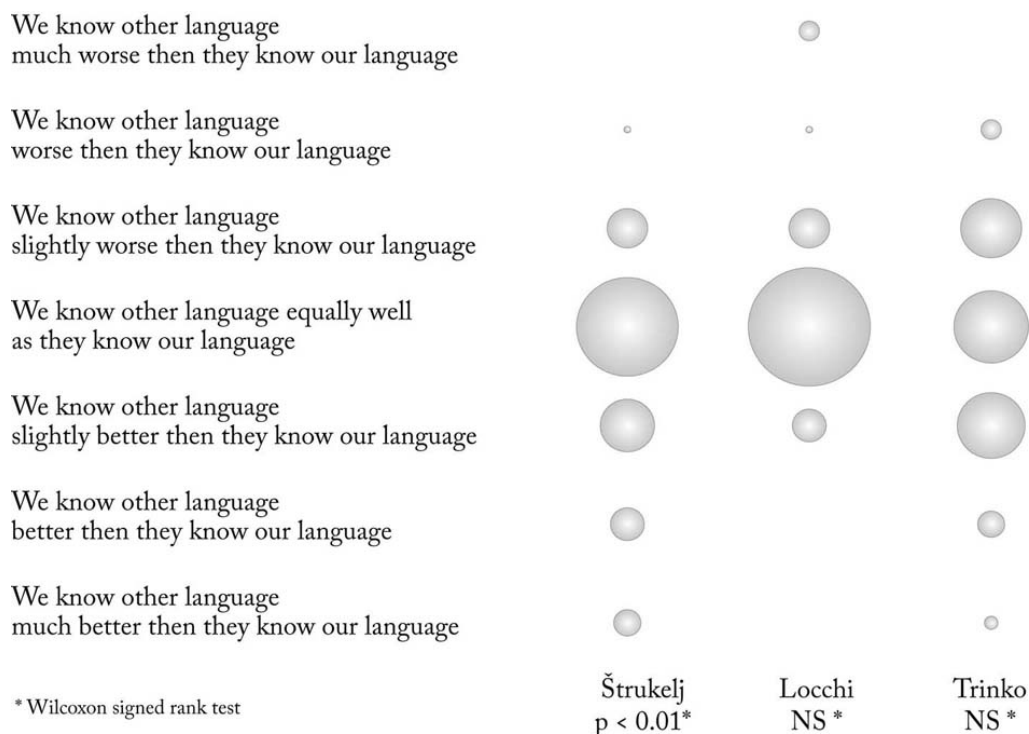 We know other language
much worse then they know our language
We know other language
worse then they know our language
We know other language
slightly worse then they know our language
We know other language equally well
as they know our language
We know other language
slightly better then they know our language
We know other language
better then they know our language
We know other language
much better then they know our language
* Wilcoxon signed rank test
Štrukelj
p < 0.01*
Locchi
NS *
Trinko
NS *